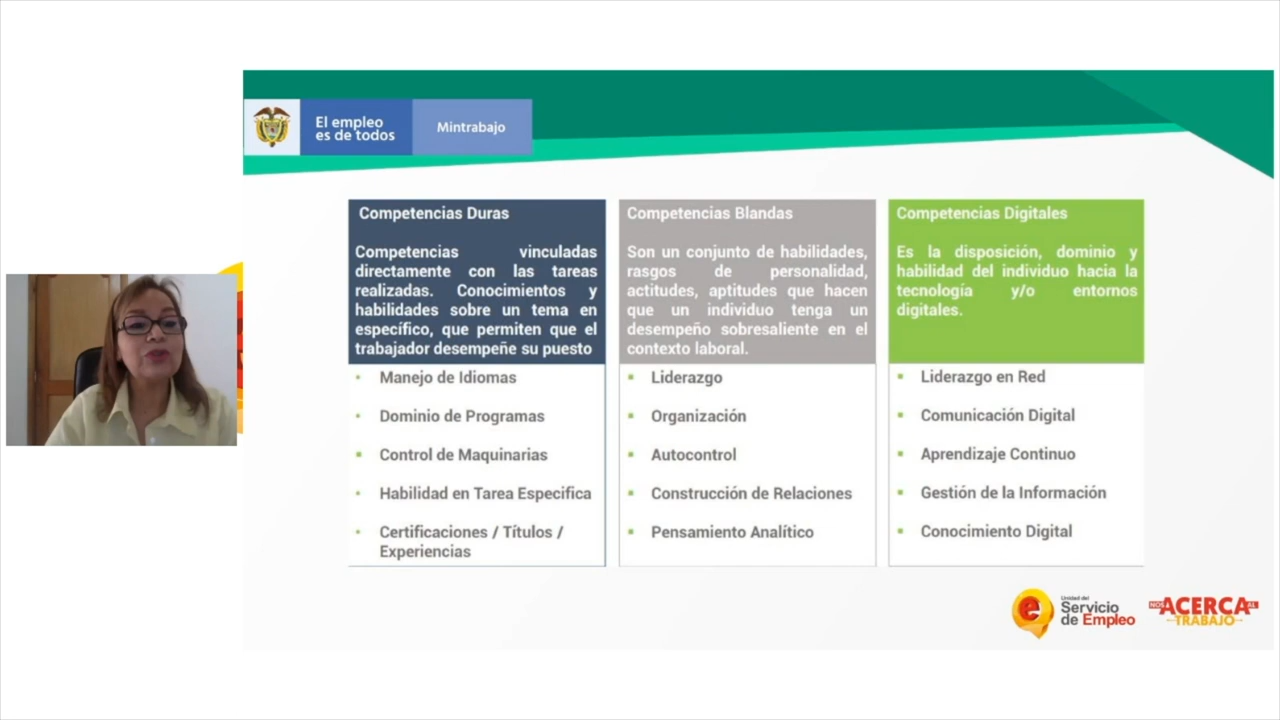 El empleo
es de todos
Mintrabajo
Competencias Duras
Competencias vinculadas
directamente con las tareas
realizadas. Conocimientos y
habilidades sobre un tema en
específico, que permiten que el
trabajador desempeñe su puesto
Manejo de Idiomas
Dominio de Programas
Control de Maquinarias
Habilidad en Tarea Especifica
Certificaciones / Títulos /
Experiencias
Competencias Blandas
Son un conjunto de habilidades,
rasgos de personalidad,
actitudes, aptitudes que hacen
que un individuo tenga un
desempeño sobresaliente en el
contexto laboral.
Liderazgo
Organización
Autocontrol
Construcción de Relaciones
Pensamiento Analítico
Competencias Digitales
Es la disposición, dominio y
habilidad del individuo hacia la
tecnología y/o entornos
digitales.
Liderazgo en Red
Comunicación Digital
Aprendizaje Continuo
Gestión de la Información
Conocimiento Digital
Unidad del
Servicio
de Empleo
NOS ACERCA AL
TRABAJO